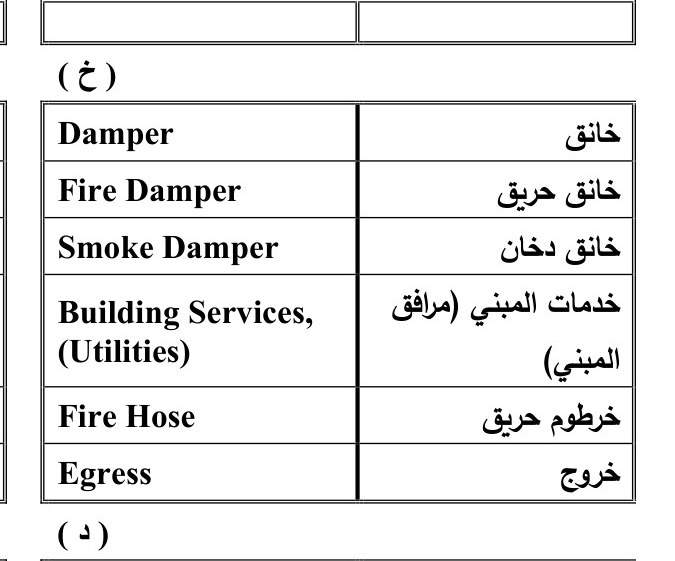 ( خ )
Damper خانق
Fire Damper خانق حريق
Smoke Damper خانق دخان
Building Services, خدمات المبني (مرافق
(Utilities) المبني)
Fire Hose خرطوم حريق
Egress خروج
( د )